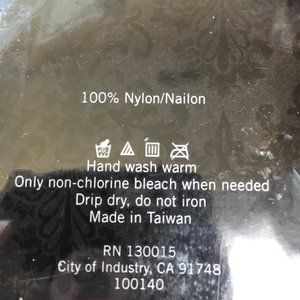 100% Nylon/Nailon
Hand wash warm
Only non-chlorine bleach when needed
Drip dry, do not iron
Made in Taiwan
RN 130015
City of Industry, CA 91748
100140